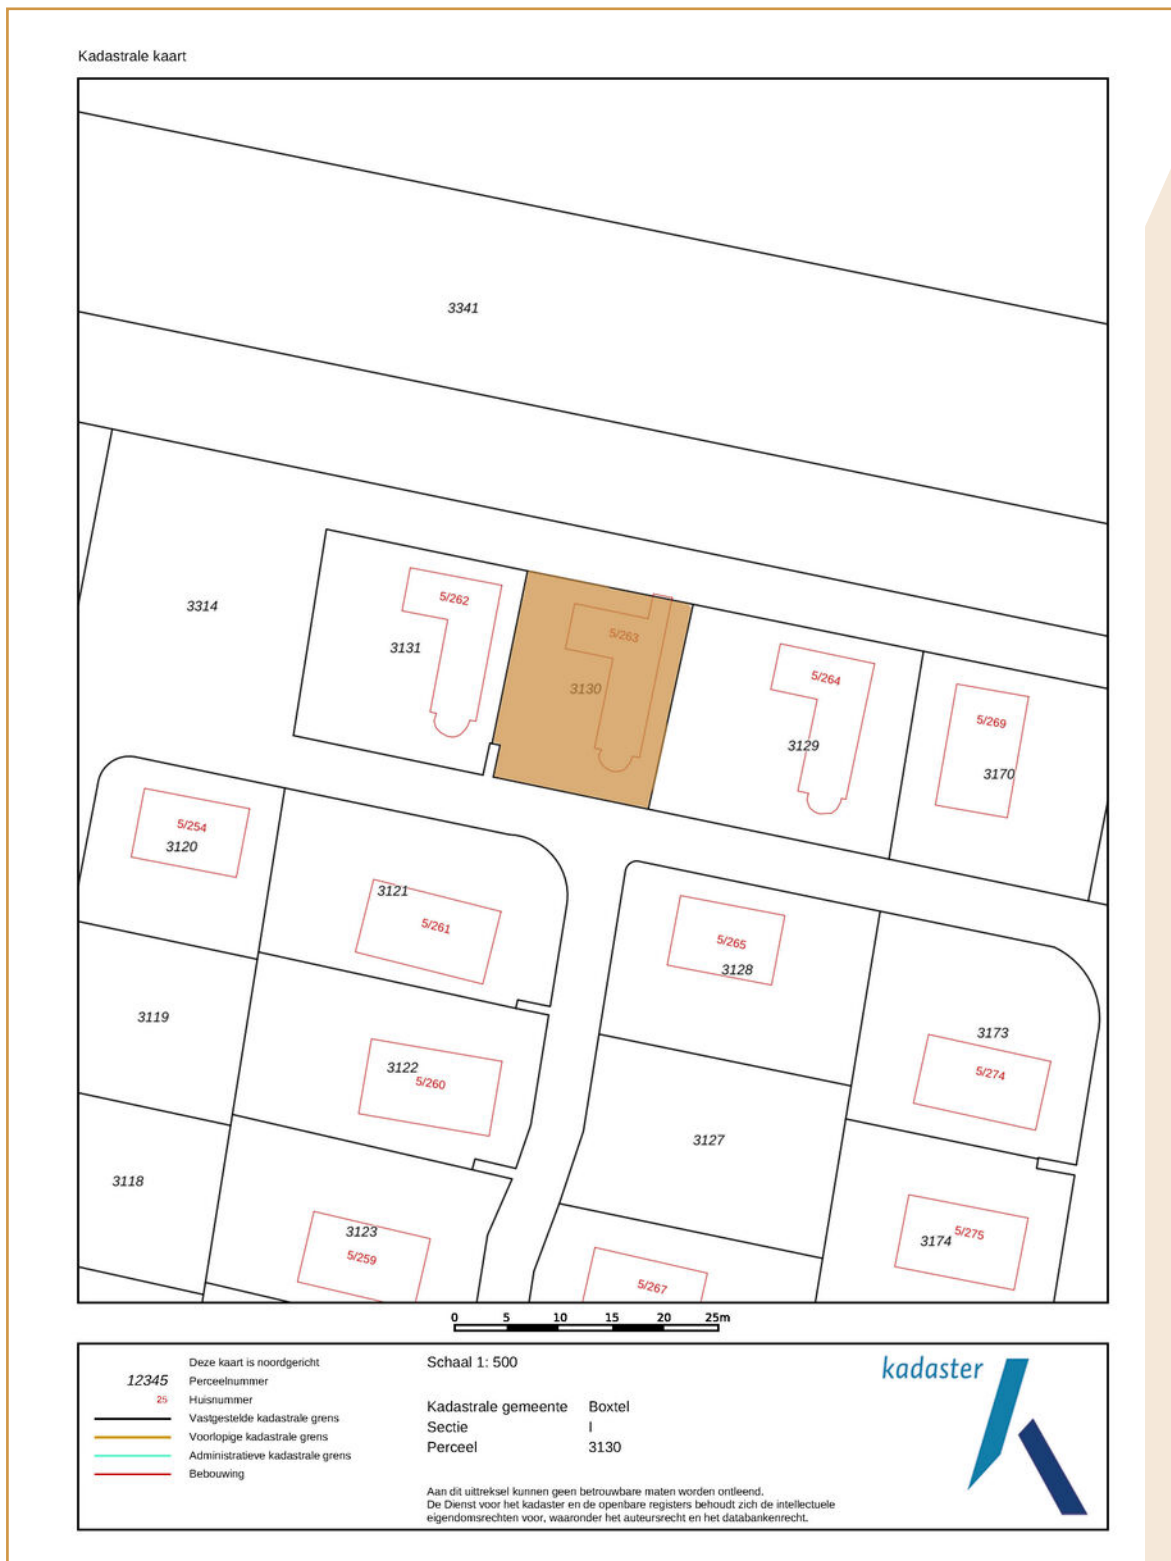 Kadastrale kaart
3341
3314
5/262
3131
5/263
3130
5/264
3129
5/269
3170
5/254
3120
3121
5/261
5/265
3128
3119
3122
5/260
3173
5/274
3127
3118
3123
5/259
5/267
3174
5/275
0 5 10 15 20 25m
Deze kaart is noordgericht
12345 Perceelnummer
25 Huisnummer
Vastgestelde kadastrale grens
Voorlopige kadastrale grens
Administratieve kadastrale grens
Bebouwing
Schaal 1: 500
Kadastrale gemeente Boxtel
Sectie I
Perceel 3130
Aan dit uittreksel kunnen geen betrouwbare maten worden ontleend.
De Dienst voor het kadaster en de openbare registers behoudt zich de intellectuele
eigendomsrechten voor, waaronder het auteursrecht en het databankenrecht.
kadaster